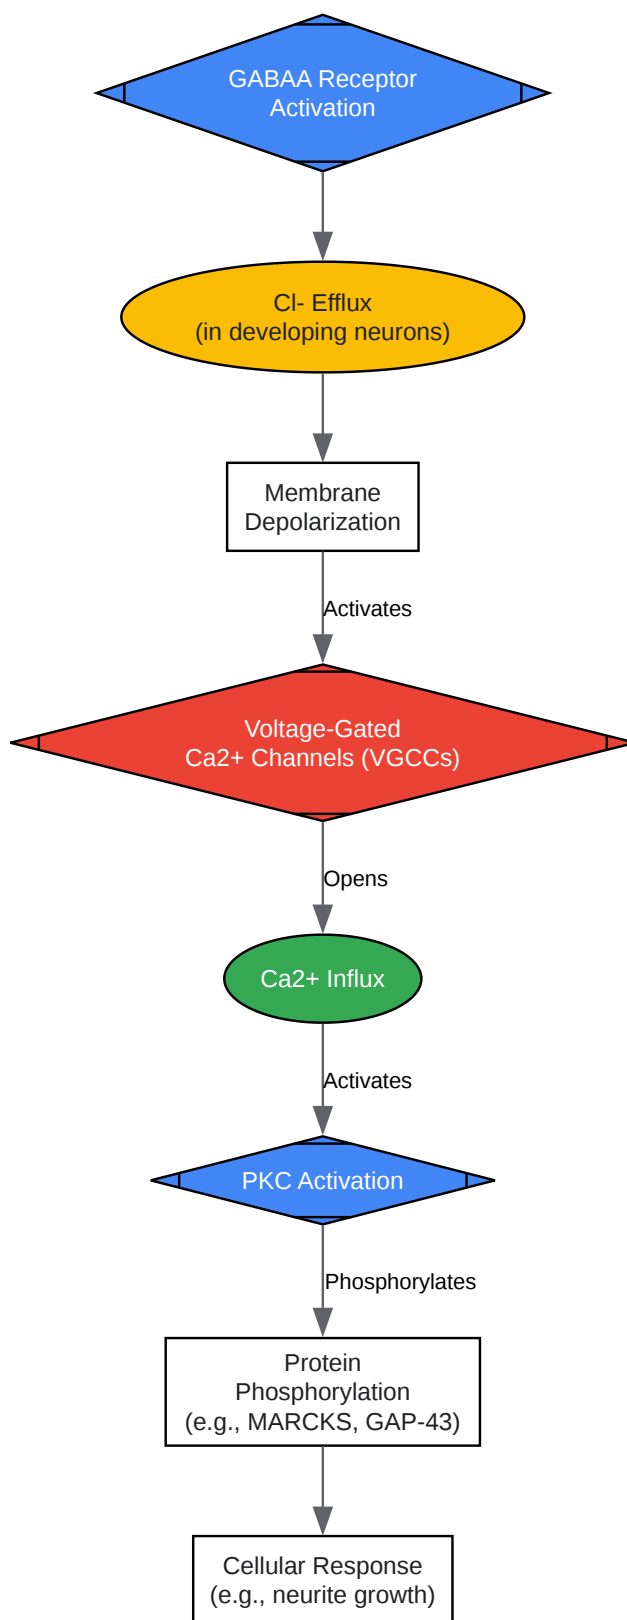 GABAA Receptor
Activation
Cl- Efflux
(in developing neurons)
Membrane
Depolarization
Activates
Voltage-Gated
Ca2+ Channels (VGCCs)
Opens
Ca2+ Influx
Activates
PKC Activation
Phosphorylates
Protein
Phosphorylation
(e.g., MARCKS, GAP-43)
Cellular Response
(e.g., neurite growth)